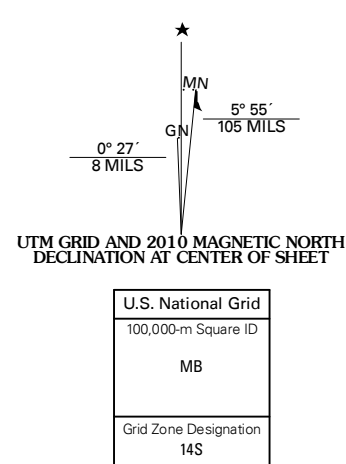 MN
5° 55´
105 MILS
GN
0° 27´
8 MILS
UTM GRID AND 2010 MAGNETIC NORTH
DECLINATION AT CENTER OF SHEET
U.S. National Grid
100,000-m Square ID
MB
Grid Zone Designation
14S